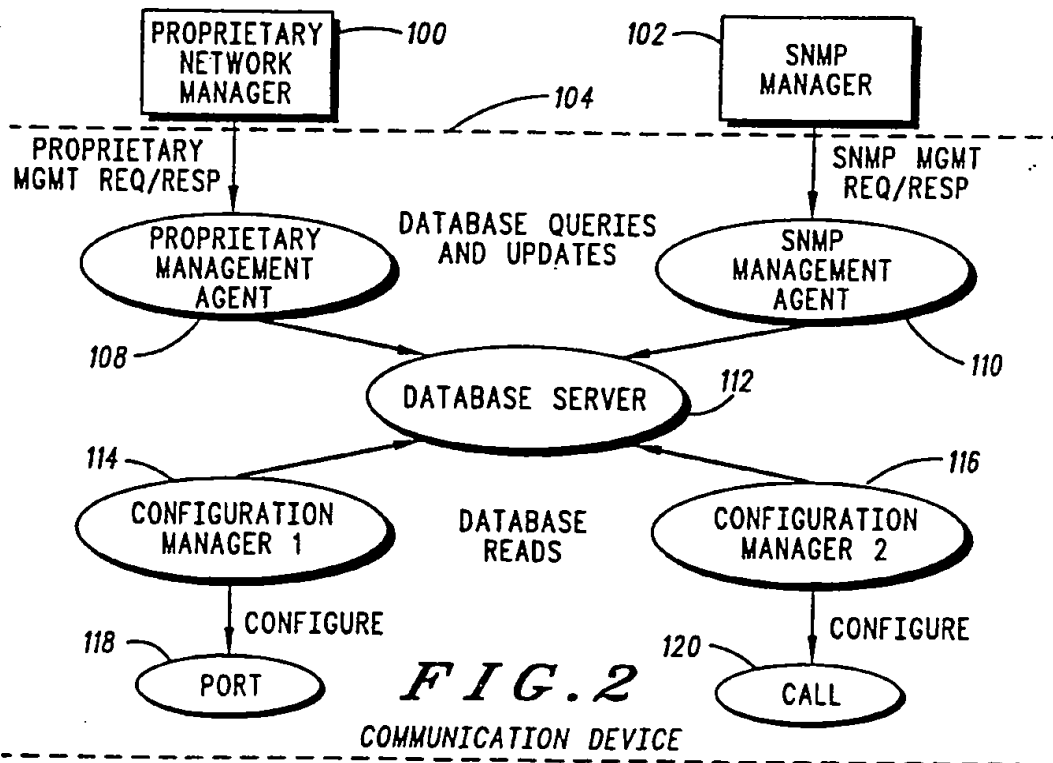 PROPRIETARY
NETWORK
MANAGER
100
102
SNMP
MANAGER
104
PROPRIETARY
MGMT REQ/RESP
SNMP MGMT
REQ/RESP
DATABASE QUERIES
AND UPDATES
PROPRIETARY
MANAGEMENT
AGENT
SNMP
MANAGEMENT
AGENT
108
110
DATABASE SERVER
112
114
116
CONFIGURATION
MANAGER 1
DATABASE
READS
CONFIGURATION
MANAGER 2
CONFIGURE
CONFIGURE
118
PORT
120
CALL
FIG.2
COMMUNICATION DEVICE